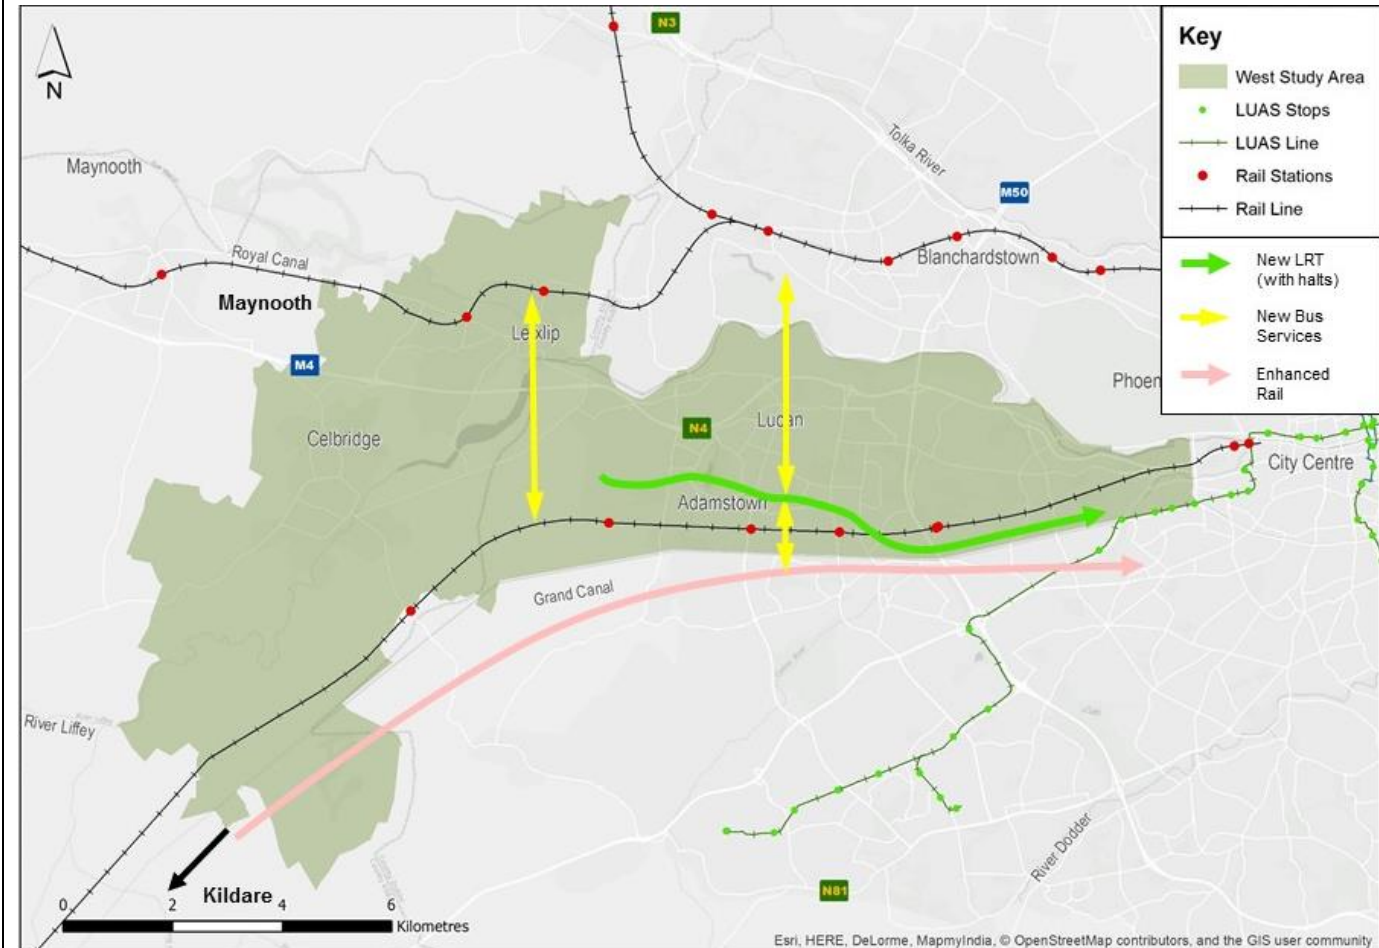 N3
Key
West Study Area
LUAS Stops
LUAS Line
Rail Stations
Rail Line
New LRT
(with halts)
New Bus
Services
Enhanced
Rail
N
Maynooth
Tolka River
M50
Royal Canal
Blanchardstown
Maynooth
Leixlip
M4
Phoen
Lucan
N4
Celbridge
City Centre
Adamstown
Grand Canal
River Liffey
River Dodder
Kildare
N81
0 2 4 6
Kilometres
Esri, HERE, DeLorme, MapmyIndia, © OpenStreetMap contributors, and the GIS user community